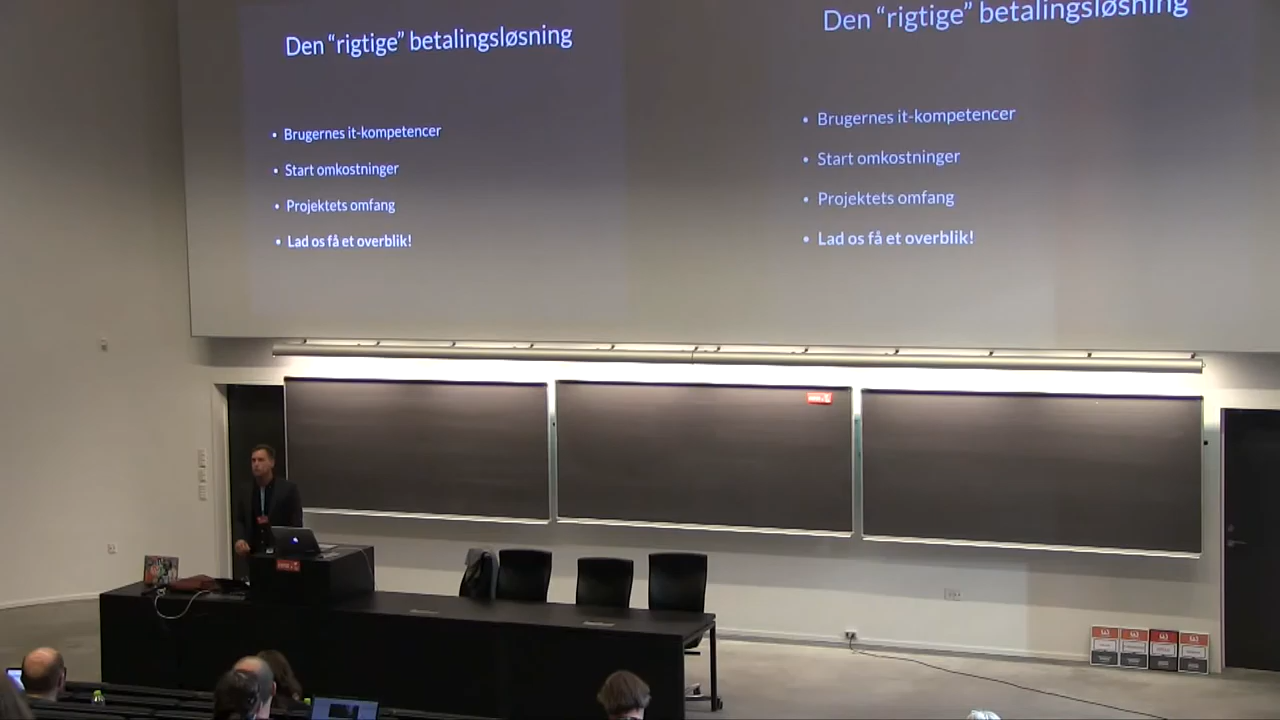 Den “rigtige” betalingsløsning
• Brugernes it-kompetencer
• Start omkostninger
• Projektets omfang
• Lad os få et overblik!
Den “rigtige” betalingsløsning
• Brugernes it-kompetencer
• Start omkostninger
• Projektets omfang
• Lad os få et overblik!